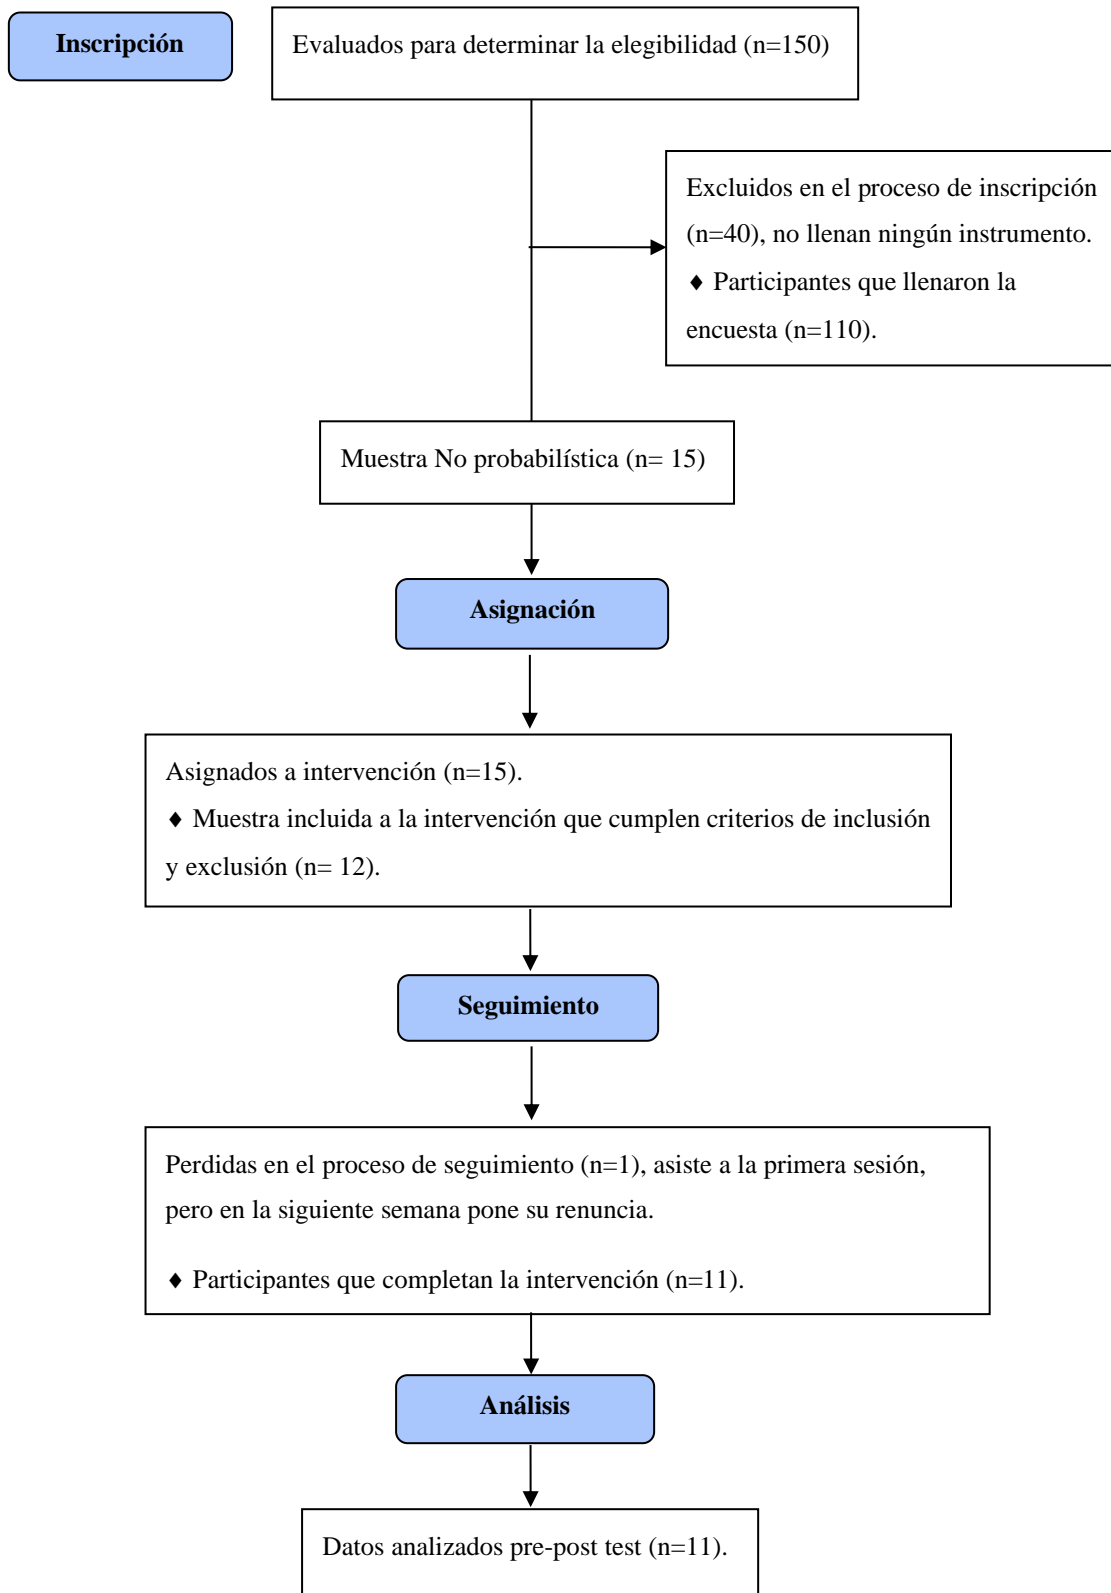 Inscripción
Evaluados para determinar la elegibilidad (n=150)
Excluidos en el proceso de inscripción
(n=40), no llenan ningún instrumento.
♦ Participantes que llenaron la
encuesta (n=110).
Muestra No probabilística (n= 15)
Asignación
Asignados a intervención (n=15).
♦ Muestra incluida a la intervención que cumplen criterios de inclusión
y exclusión (n= 12).
Seguimiento
Perdidas en el proceso de seguimiento (n=1), asiste a la primera sesión,
pero en la siguiente semana pone su renuncia.
♦ Participantes que completan la intervención (n=11).
Análisis
Datos analizados pre-post test (n=11).